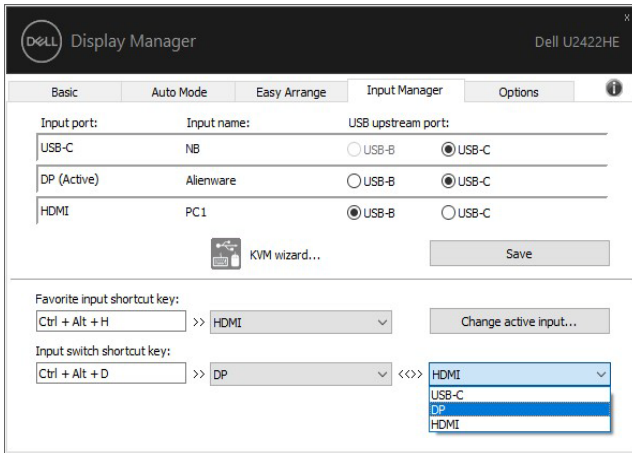 x
DELL Display Manager Dell U2422HE
Basic Auto Mode Easy Arrange Input Manager Options i
Input port: Input name: USB upstream port:
USB-C NB USB-B USB-C
DP (Active) Alienware USB-B USB-C
HDMI PC1 USB-B USB-C
KVM wizard... Save
Favorite input shortcut key:
Ctrl + Alt + H >> HDMI Change active input...
Input switch shortcut key:
Ctrl + Alt + D >> DP <<>> HDMI
USB-C
DP
HDMI